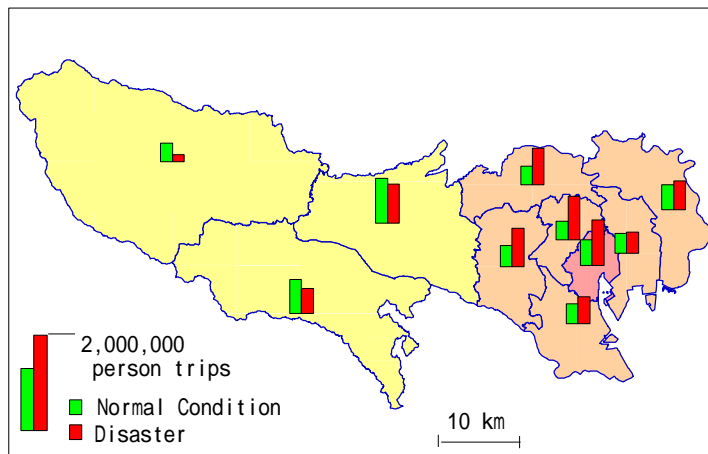 2,000,000
person trips
Normal Condition
Disaster
10 km